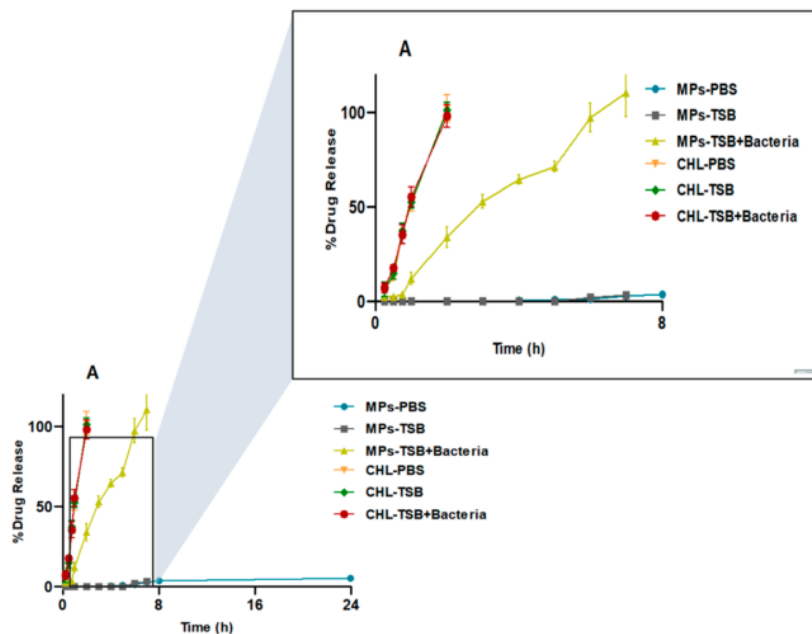 A
100
50
0
% Drug Release
0
8
Time (h)
MPs-PBS
MPs-TSB
MPs-TSB+Bacteria
CHL-PBS
CHL-TSB
CHL-TSB+Bacteria
A
100
50
0
%Drug Release
0
8
16
24
Time (h)
MPs-PBS
MPs-TSB
MPs-TSB+Bacteria
CHL-PBS
CHL-TSB
CHL-TSB+Bacteria